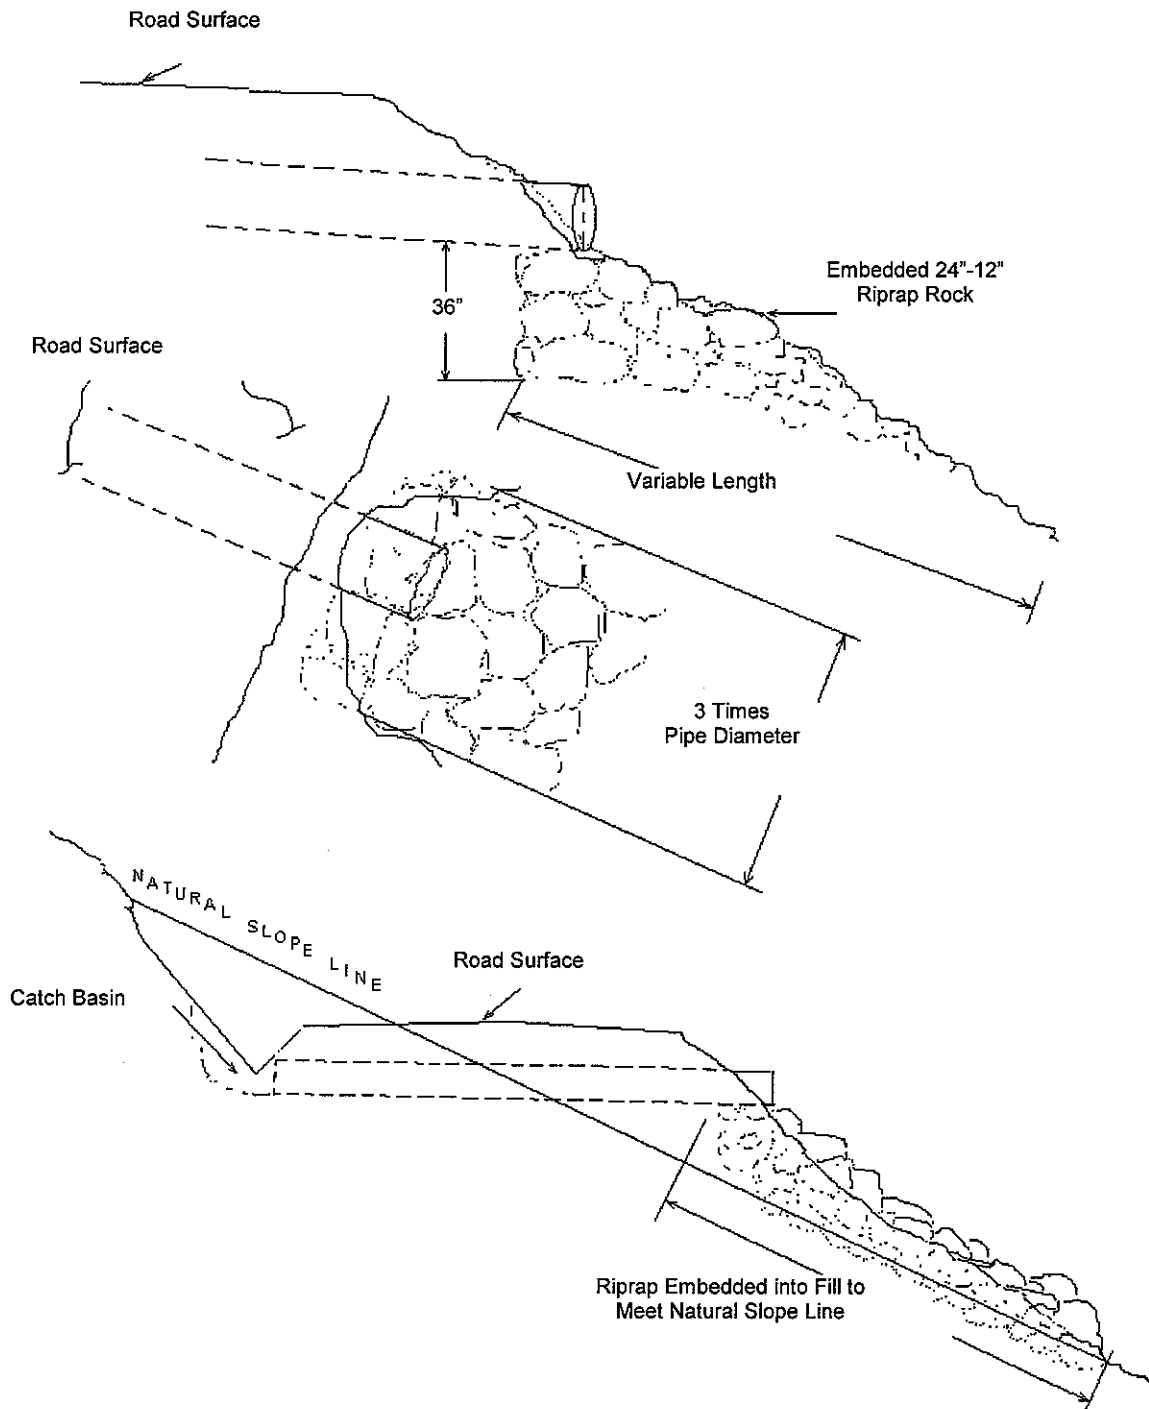 Road Surface
Embedded 24"-12"
Riprap Rock
36"
Road Surface
Variable Length
3 Times
Pipe Diameter
NATURAL SLOPE LINE
Road Surface
Catch Basin
Riprap Embedded into Fill to
Meet Natural Slope Line